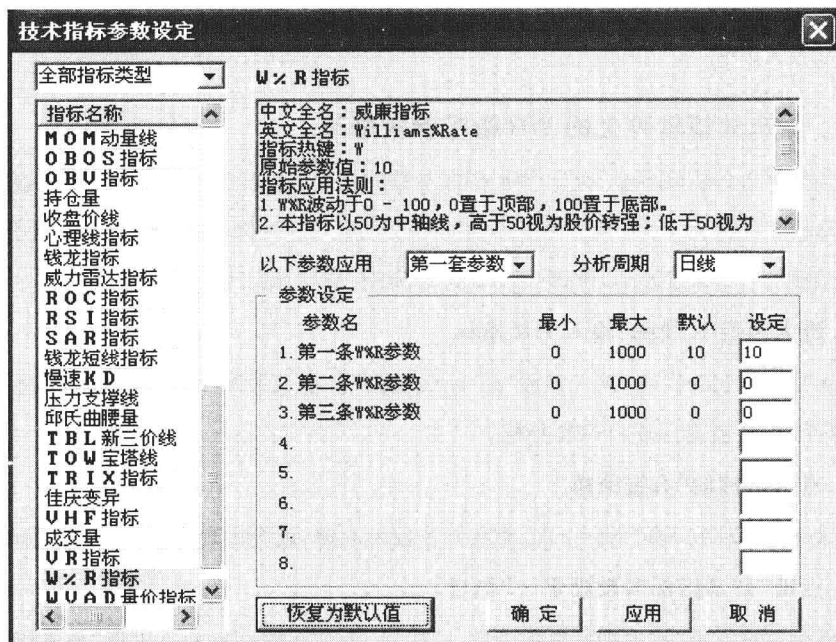 技术指标参数设定
全部指标类型
指标名称
MOM动量线
OBOS指标
OBV指标
持仓量
收盘价线
心理线指标
钱龙指标
威力雷达指标
ROC指标
RSI指标
SAR指标
钱龙短线指标
慢速KD
压力支撑线
邱氏曲腰量
TBL新三价线
TOW宝塔线
TRIX指标
佳庆变异
VHF指标
成交量
VR指标
W%R指标
WVAD量价指标
W%R指标
中文全名：威廉指标
英文全名：Williams%Rate
指标热键：W
原始参数值：10
指标应用法则：
1.W%R波动于0 - 100，0置于顶部，100置于底部。
2.本指标以50为中轴线，高于50视为股价转强；低于50视为
以下参数应用 第一套参数 分析周期 日线
参数设定
参数名 最小 最大 默认 设定
1.第一条W%R参数 0 1000 10 10
2.第二条W%R参数 0 1000 0 0
3.第三条W%R参数 0 1000 0 0
4.
5.
6.
7.
8.
恢复为默认值 确定 应用 取消